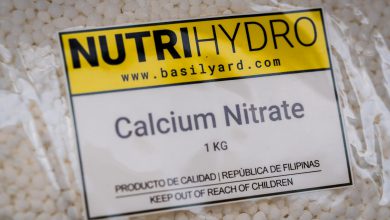 NUTRIHYDRO
www.basilyard.com
Calcium Nitrate
1 KG
PRODUCTO DE CALIDAD | REPÚBLICA DE FILIPINAS
KEEP OUT OF REACH OF CHILDREN